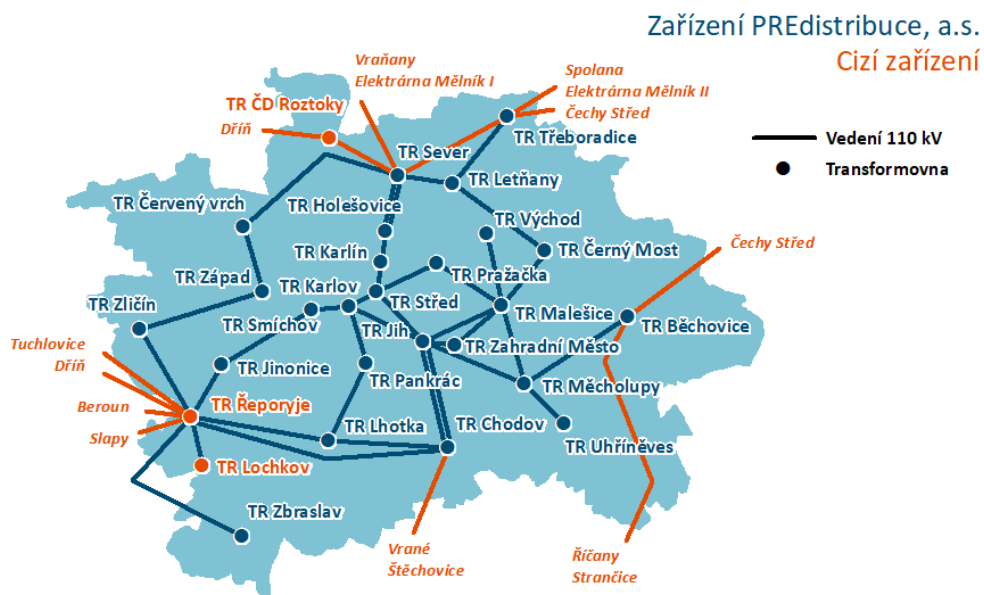 Zařízení PREdistribuce, a.s.
Cizí zařízení
Vraňany
Elektrárna Mělník I
Spolana
Elektrárna Mělník II
Čechy Střed
TR ČD Roztoky
Dříň
TR Třeboradice
Vedení 110 kV
Transformovna
TR Sever
TR Letňany
TR Červený vrch
TR Holešovice
TR Východ
TR Karlín
TR Černý Most
Čechy Střed
TR Západ
TR Karlov
TR Pražačka
TR Zličín
TR Střed
TR Malešice
TR Smíchov
TR Jih
TR Běchovice
Tuchlovice
Dříň
TR Zahradní Město
TR Jinonice
TR Pankrác
TR Měcholupy
Beroun
TR Řeporyje
Slapy
TR Lhotka
TR Chodov
TR Uhříněves
TR Lochkov
TR Zbraslav
Vrané
Štěchovice
Říčany
Strančice